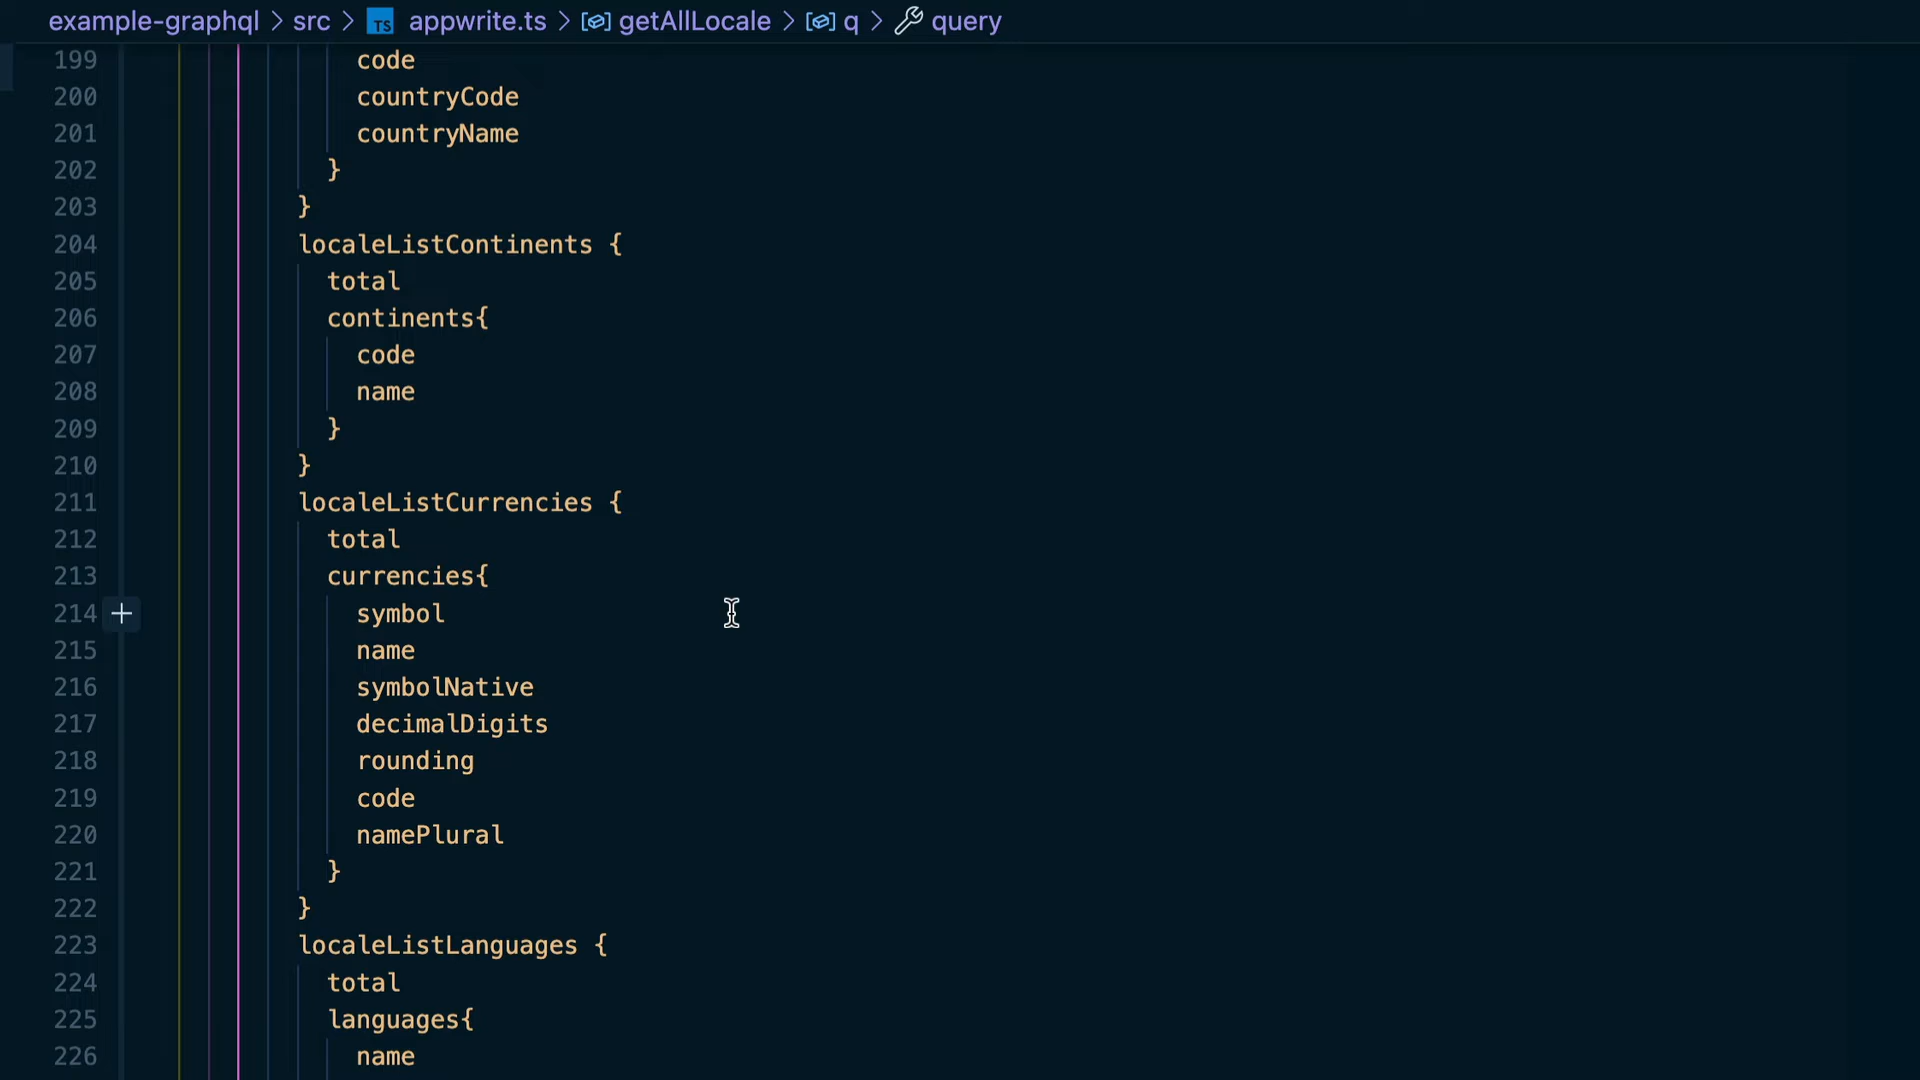 example-graphql > src > TS appwrite.ts > getAllLocale > q > query
199 code
200 countryCode
201 countryName
202 }
203 }
204 localeListContinents {
205 total
206 continents{
207 code
208 name
209 }
210 }
211 localeListCurrencies {
212 total
213 currencies{
214 + symbol
215 name
216 symbolNative
217 decimalDigits
218 rounding
219 code
220 namePlural
221 }
222 }
223 localeListLanguages {
224 total
225 languages{
226 name